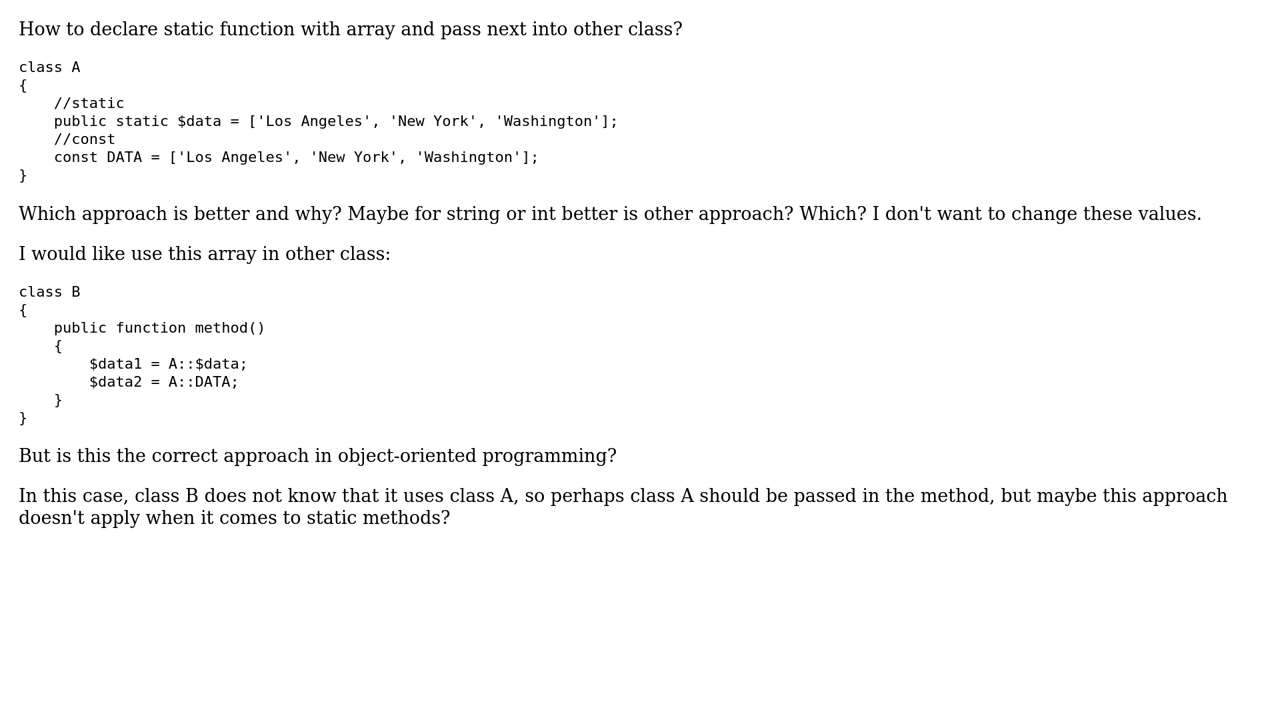 How to declare static function with array and pass next into other class?
class A
{
    //static
    public static $data = ['Los Angeles', 'New York', 'Washington'];
    //const
    const DATA = ['Los Angeles', 'New York', 'Washington'];
}
Which approach is better and why? Maybe for string or int better is other approach? Which? I don't want to change these values.
I would like use this array in other class:
class B
{
    public function method()
    {
        $data1 = A::$data;
        $data2 = A::DATA;
    }
}
But is this the correct approach in object-oriented programming?
In this case, class B does not know that it uses class A, so perhaps class A should be passed in the method, but maybe this approach
doesn't apply when it comes to static methods?